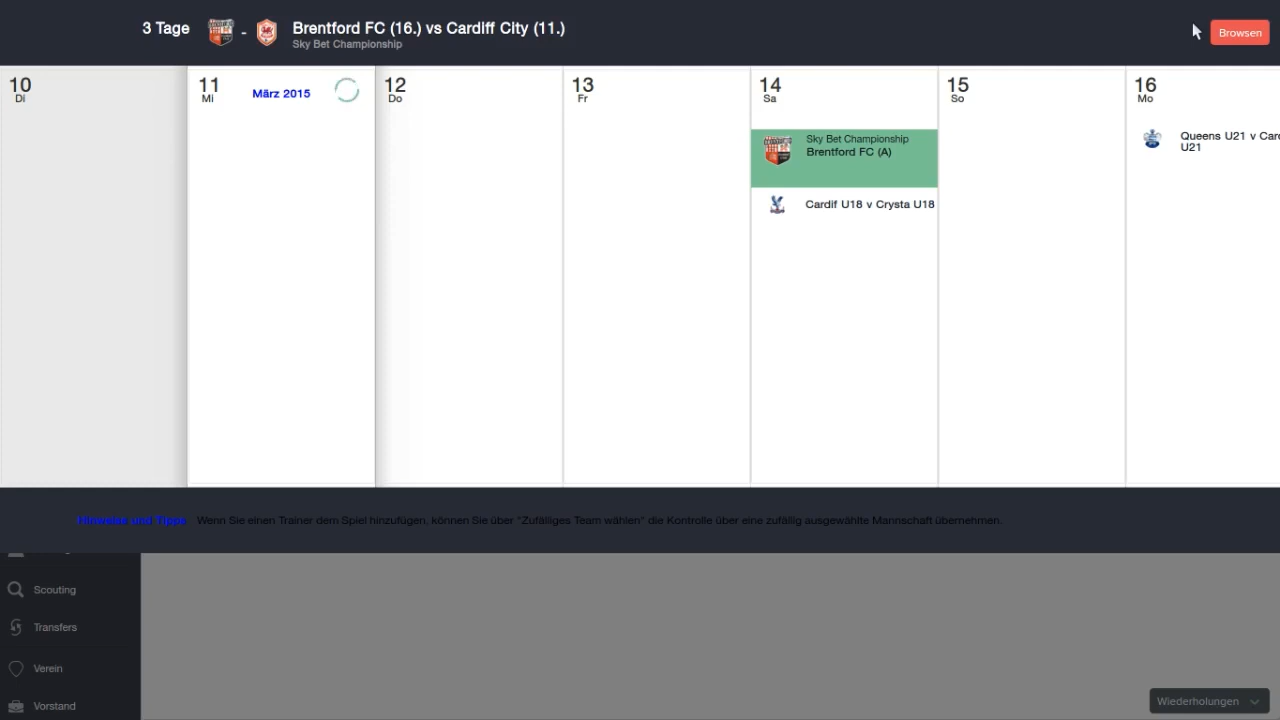 3 Tage
-
Brentford FC (16.) vs Cardiff City (11.)
Sky Bet Championship
Browsen
10
Di
11
Mi
März 2015
12
Do
13
Fr
14
Sa
15
So
16
Mo
Sky Bet Championship
Brentford FC (A)
Cardif U18 v Crysta U18
Queens U21 v Card
U21
Hinweise und Tipps Wenn Sie einen Trainer dem Spiel hinzufügen, können Sie über "Zufälliges Team wählen" die Kontrolle über eine zufällig ausgewählte Mannschaft übernehmen.
Scouting
Transfers
Verein
Vorstand
Wiederholungen